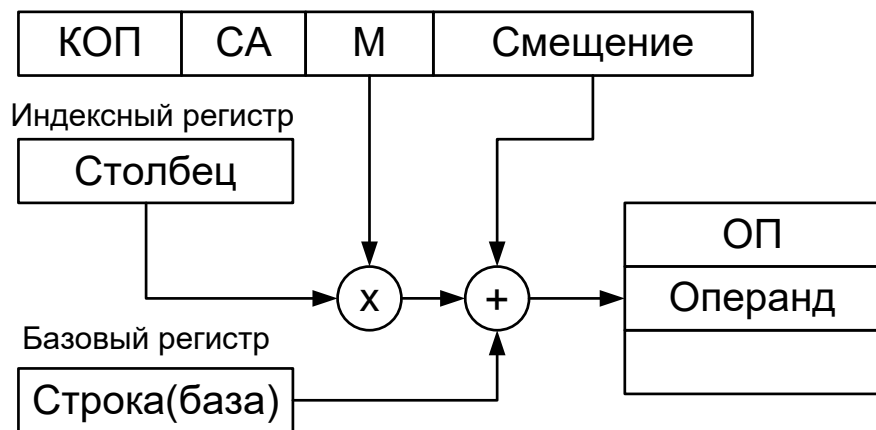 КОП СА М Смещение
Индексный регистр
Столбец
ОП
х + Операнд
Базовый регистр
Строка(база)